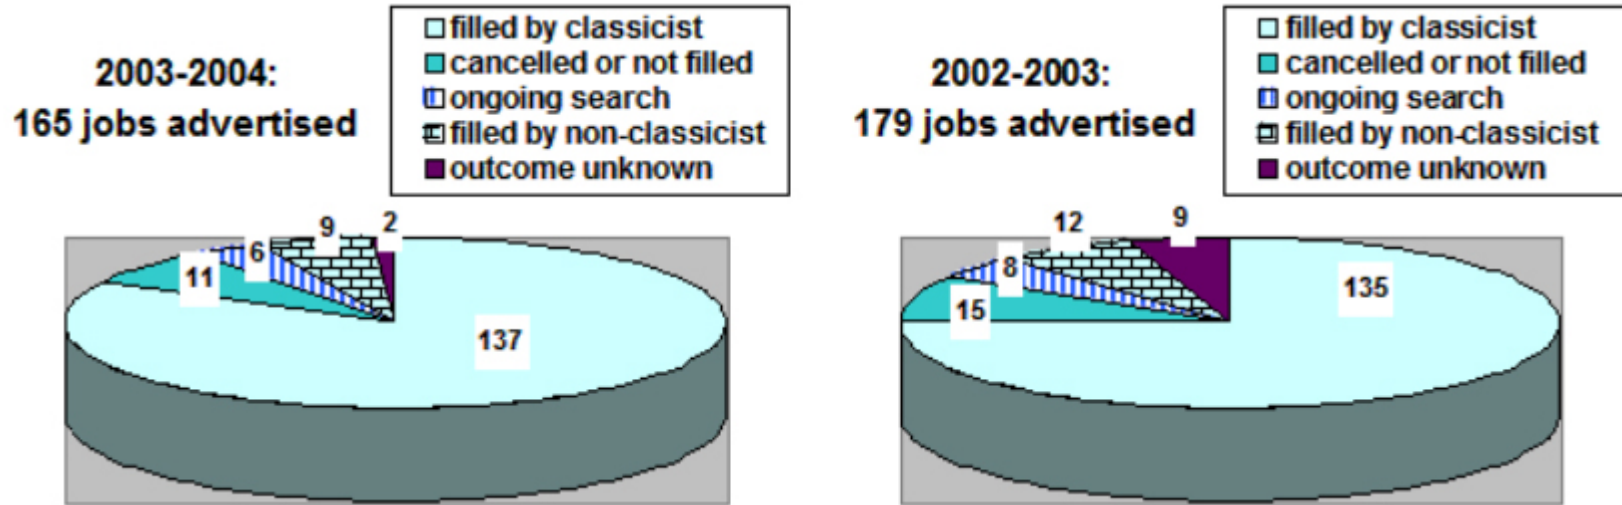 2003-2004:
165 jobs advertised
filled by classicist
cancelled or not filled
ongoing search
filled by non-classicist
outcome unknown
9
2
6
11
137
2002-2003:
179 jobs advertised
filled by classicist
cancelled or not filled
ongoing search
filled by non-classicist
outcome unknown
12
9
8
15
135